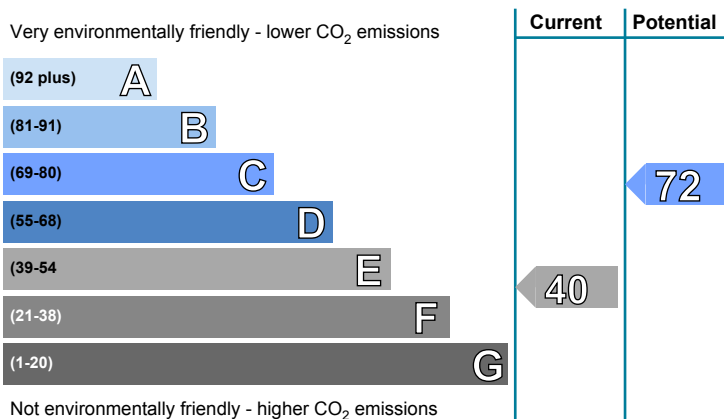 Current Potential
Very environmentally friendly - lower CO2 emissions
(92 plus) A
(81-91) B
(69-80) C
72
(55-68) D
(39-54 E
40
(21-38) F
(1-20) G
Not environmentally friendly - higher CO2 emissions